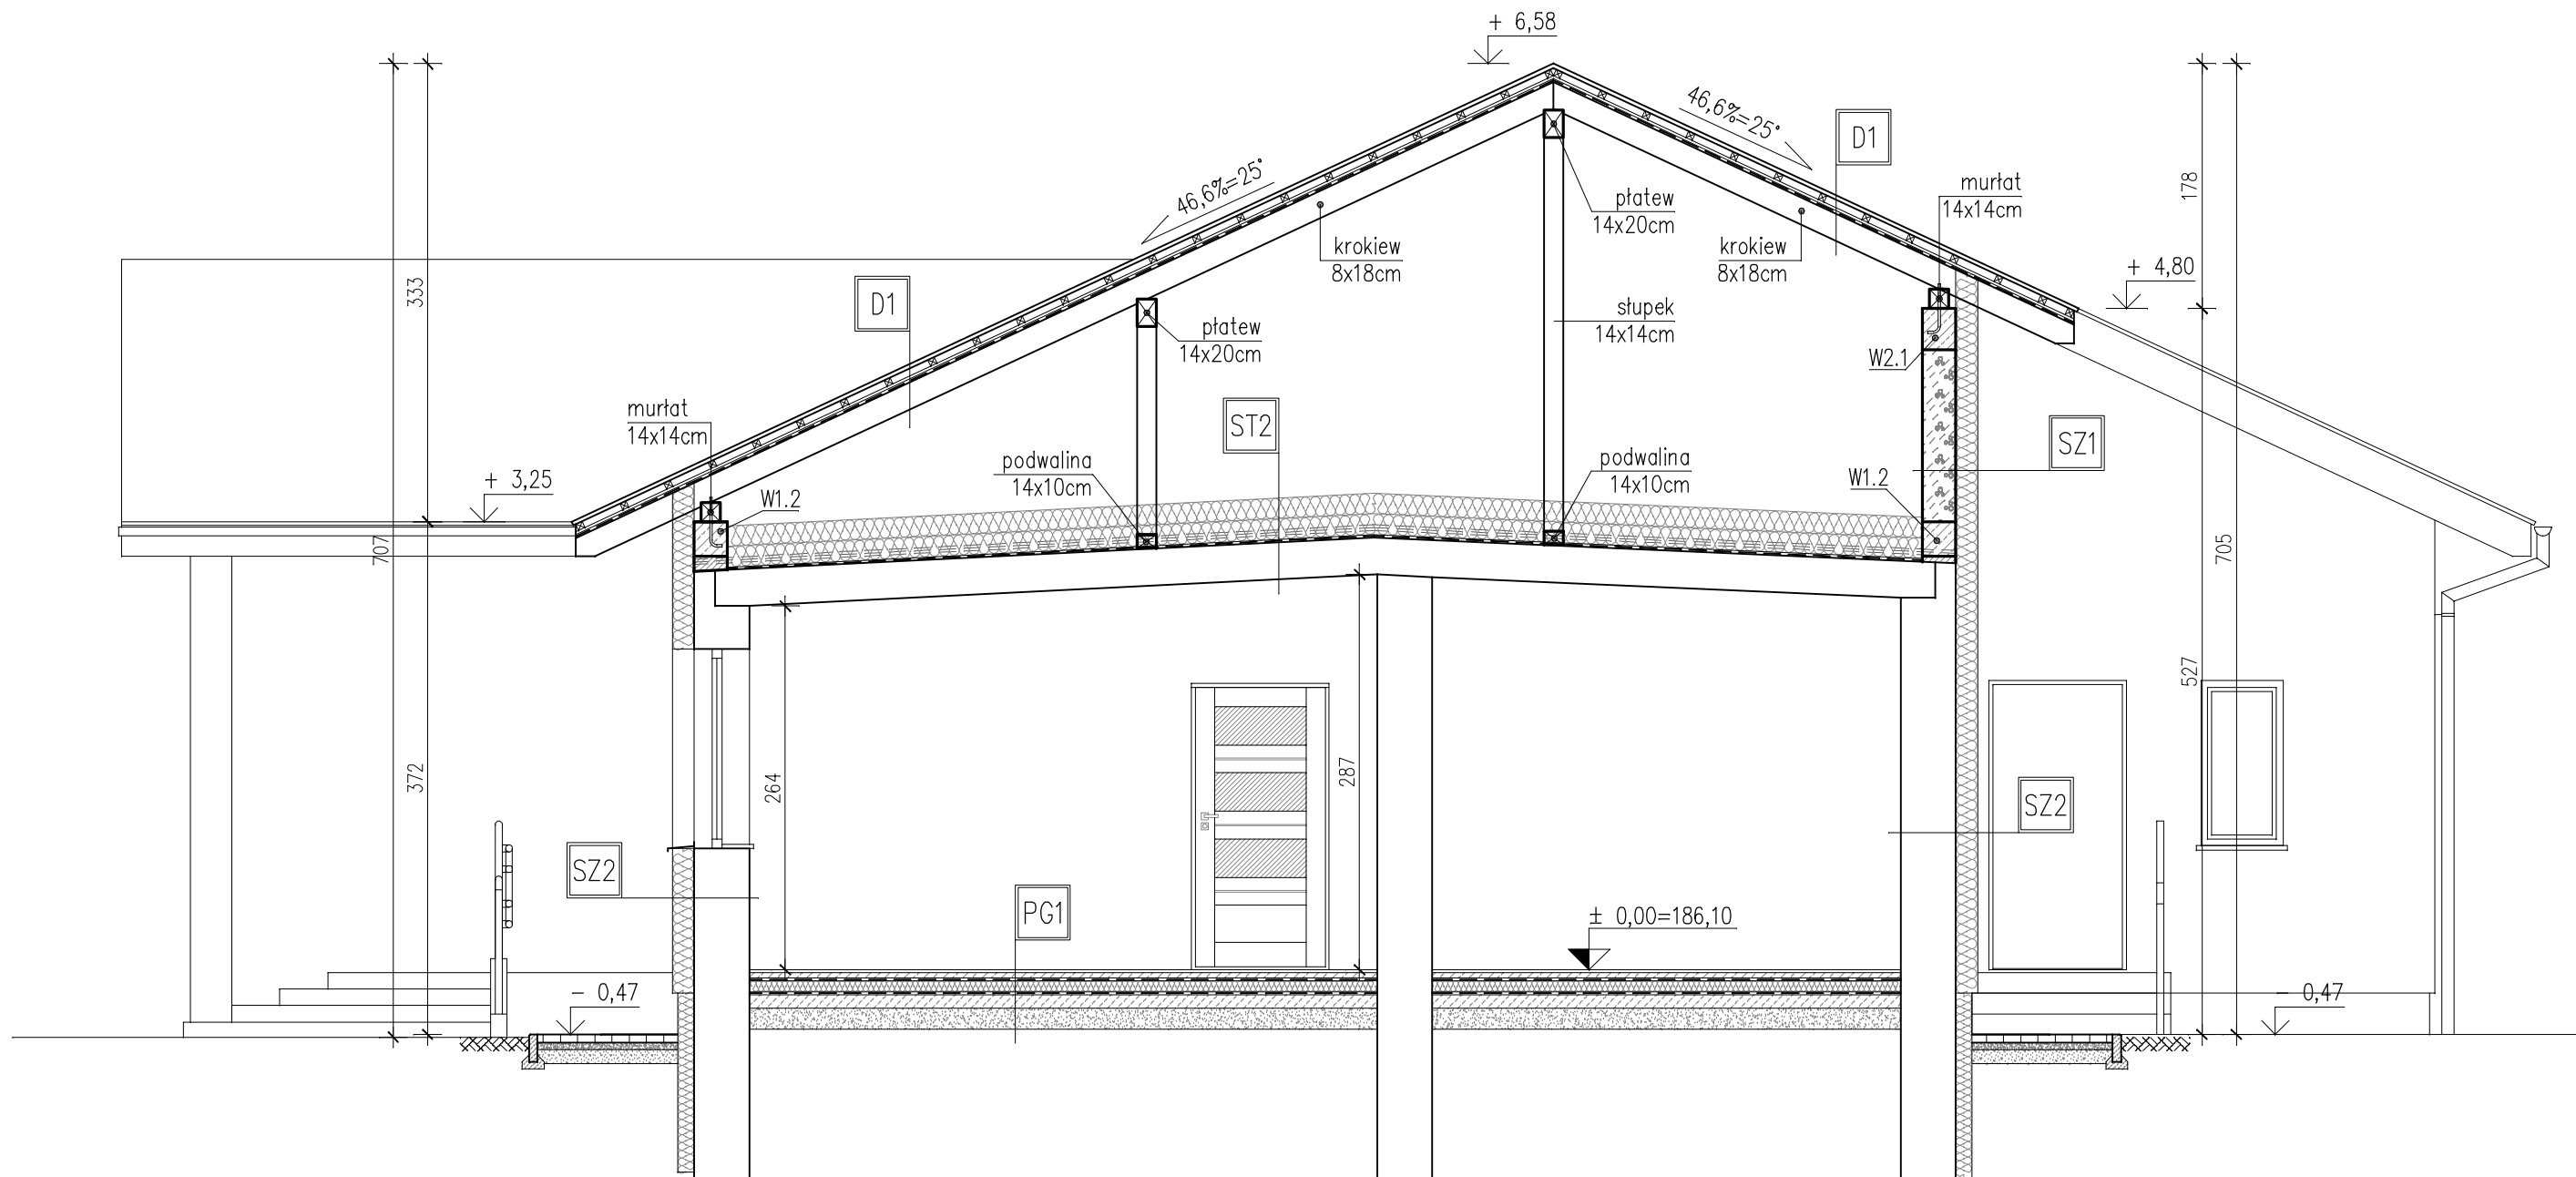 + 6,58
46,6%=25°
D1
murłat
14x14cm
178
46,6%=25°
płatew
14x20cm
krokiew
8x18cm
krokiew
8x18cm
+ 4,80
333
D1
płatew
14x20cm
słupek
14x14cm
W2.1
murłat
14x14cm
ST2
SZ1
+ 3,25
podwalina
14x10cm
podwalina
14x10cm
W1.2
W1.2
707
705
527
372
264
287
SZ2
SZ2
PG1
± 0,00=186,10
- 0,47
- 0,47